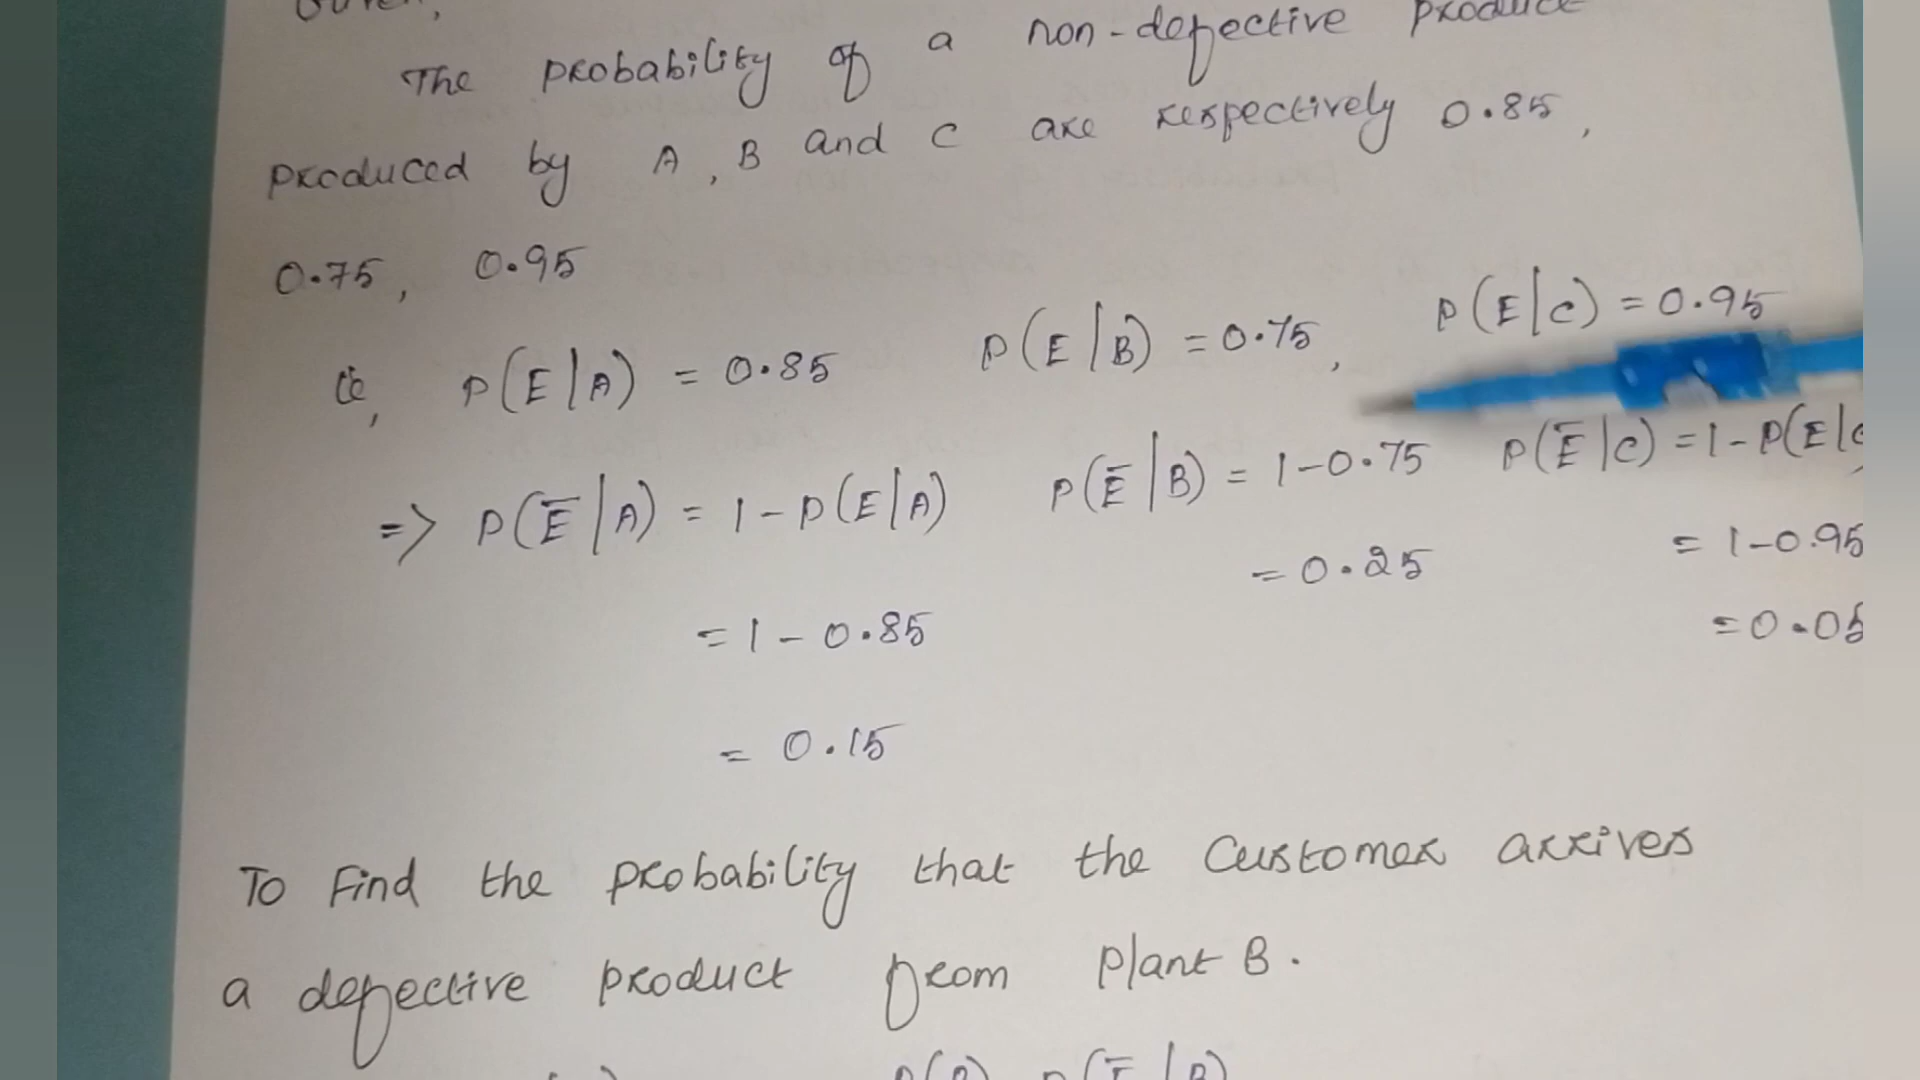 The probability of a non-defective product
produced by A, B and C are respectively 0.85,
0.75, 0.95
ie, P(E|A) = 0.85 P(E|B) = 0.75, P(E|C) = 0.95
=> P(Ē|A) = 1 - P(E|A) P(Ē|B) = 1-0.75 P(Ē|C) = 1 - P(E|C
= 0.25 = 1-0.95
= 1 - 0.85 = 0.05
= 0.15
To Find the probability that the Customer arrives
a defective product from plant B.